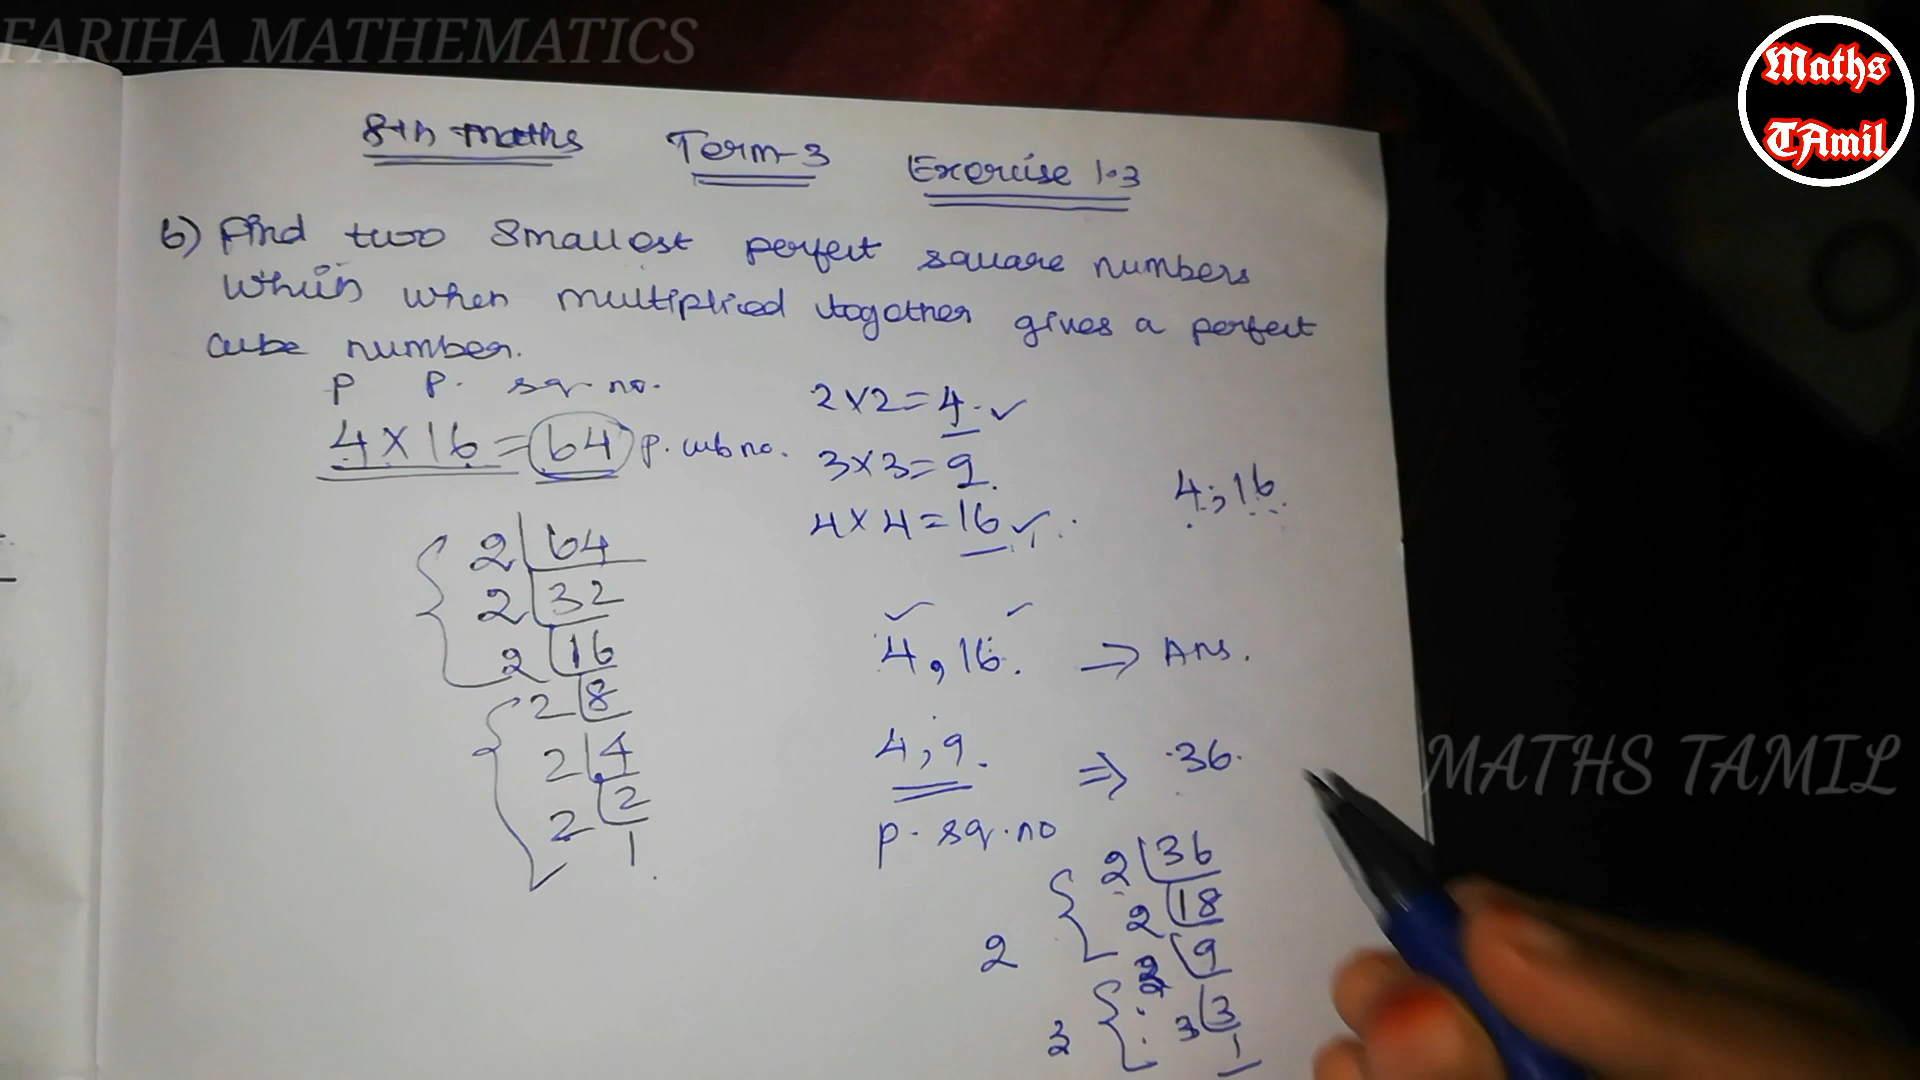 FARIHA MATHEMATICS
Maths
TAmil
8th maths Term-3 Exercise 1.3
6) Find two Smallest perfect square numbers
which when multiplied together gives a perfect
cube number.
P P. sq no.
4×16=64 p. cub no.
2×2=4 ✓
3×3=9.
4×4=16 ✓
4,16
2 64
2 32
2 16
2 8
2 4
2 2
1
4,16. ⇒ Ans.
4,9. ⇒ 36.
P. sq. no
MATHS TAMIL
2 36
2 18
9
3 3
1
2
3